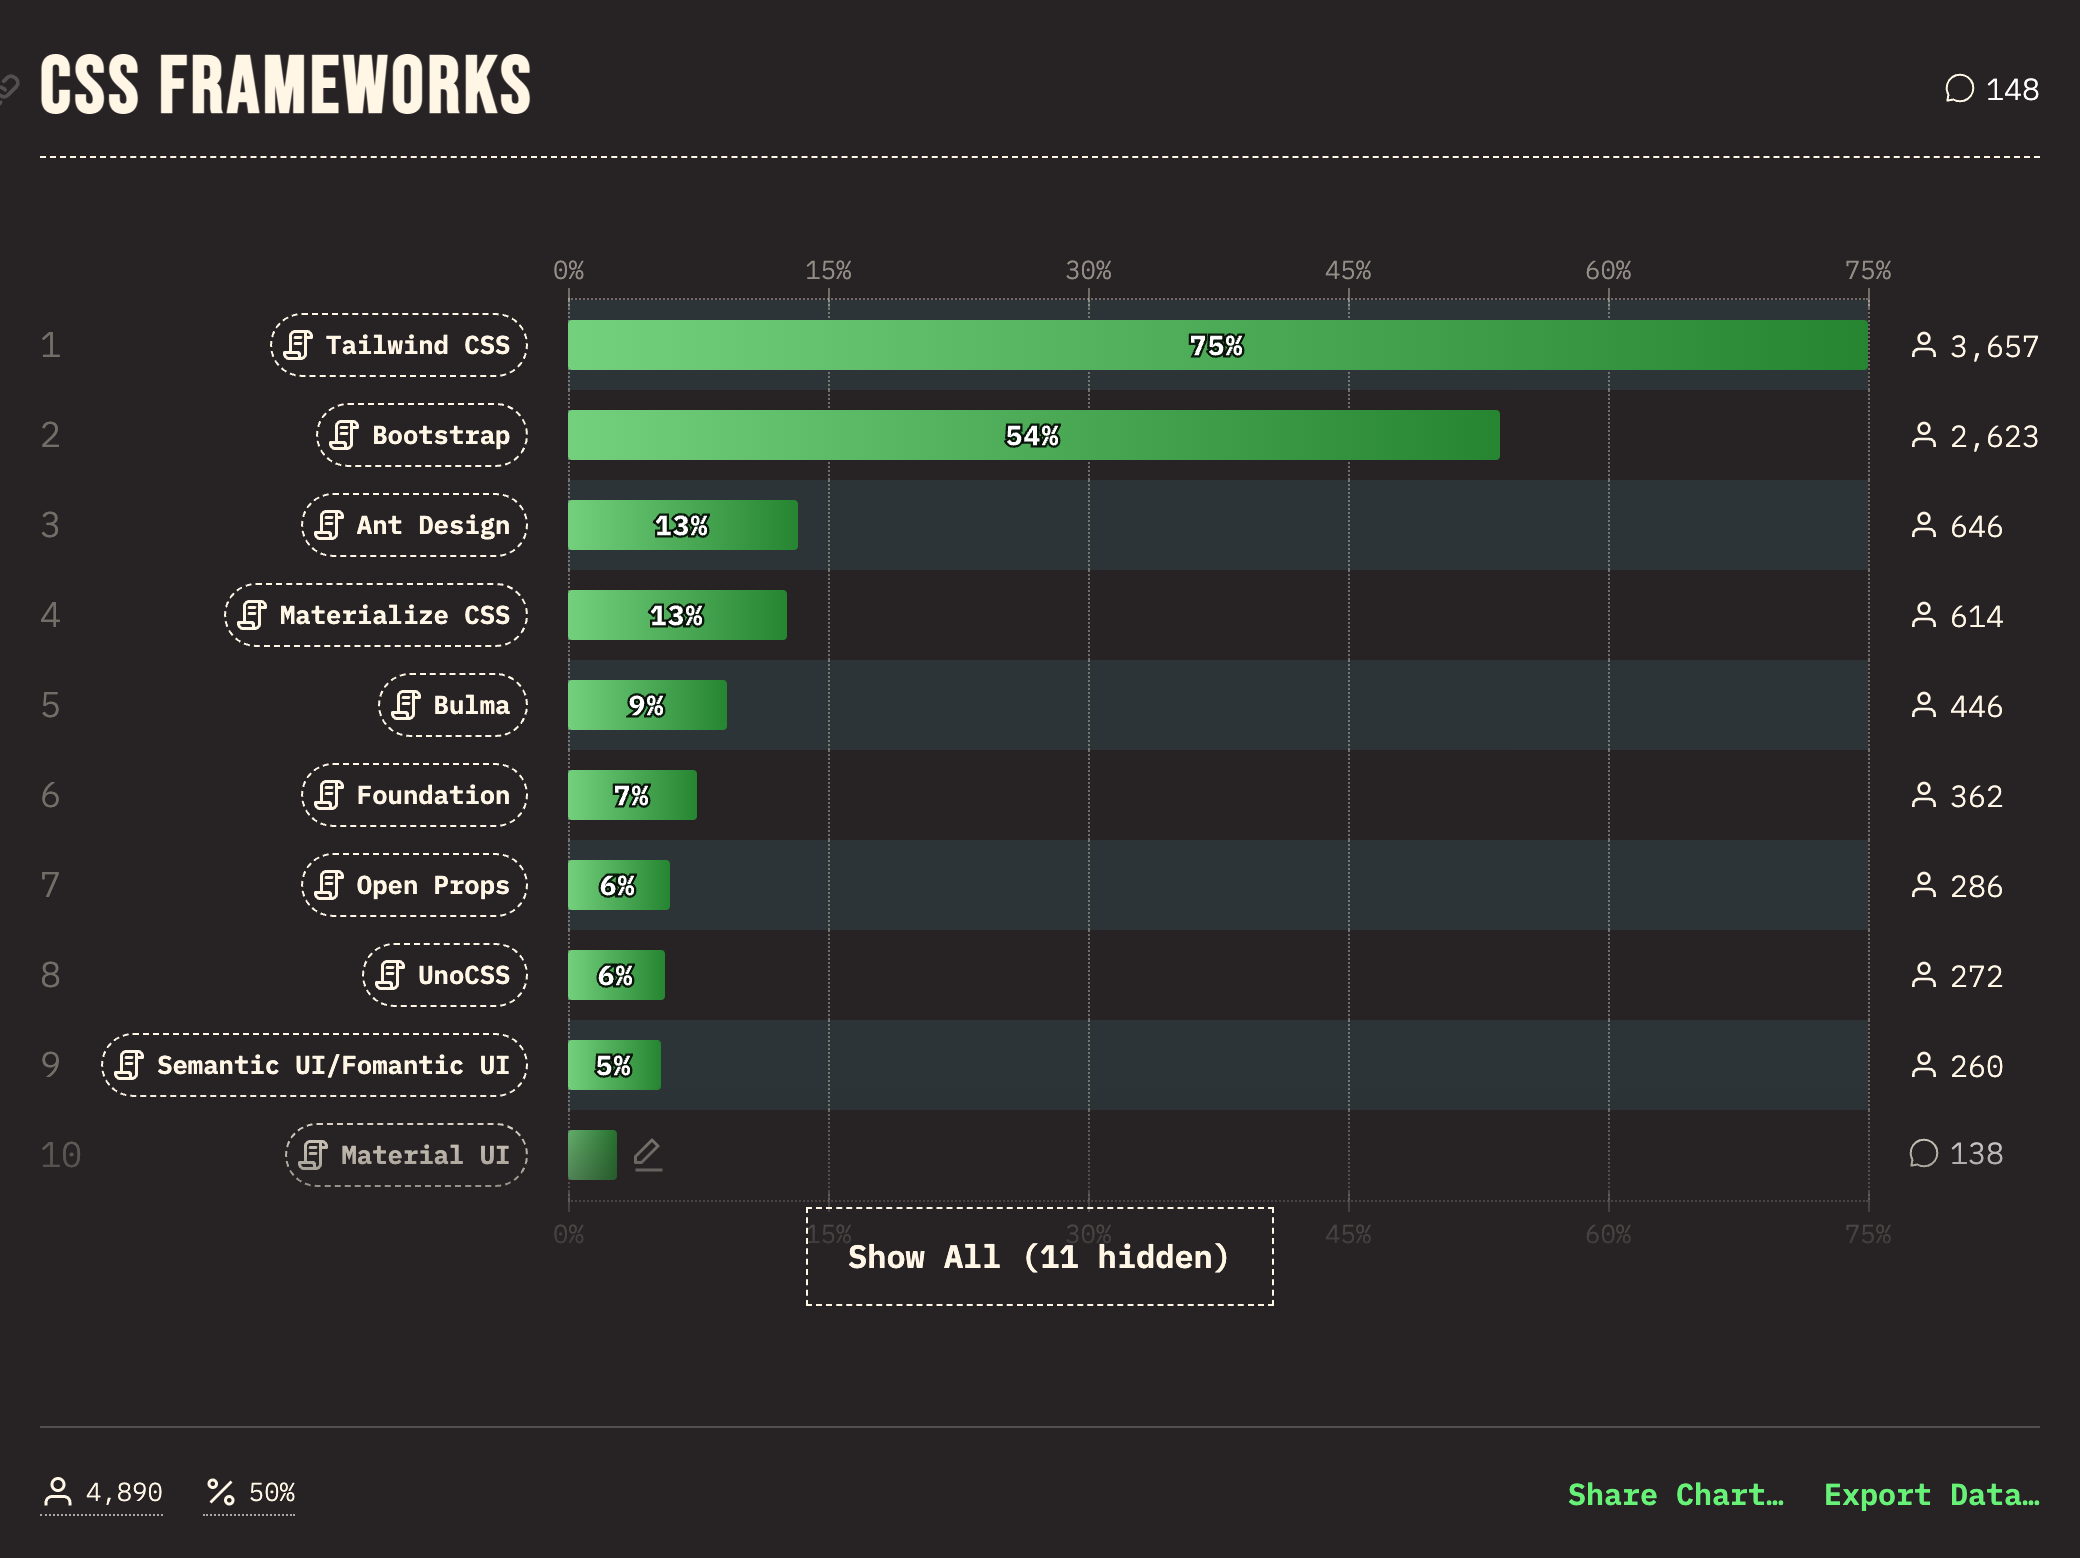 CSS FRAMEWORKS
148
0% 15% 30% 45% 60% 75%
1 Tailwind CSS 75% 3,657
2 Bootstrap 54% 2,623
3 Ant Design 13% 646
4 Materialize CSS 13% 614
5 Bulma 9% 446
6 Foundation 7% 362
7 Open Props 6% 286
8 UnoCSS 6% 272
9 Semantic UI/Fomantic UI 5% 260
10 Material UI 138
0% 15% 30% 45% 60% 75%
Show All (11 hidden)
4,890 % 50% Share Chart… Export Data…